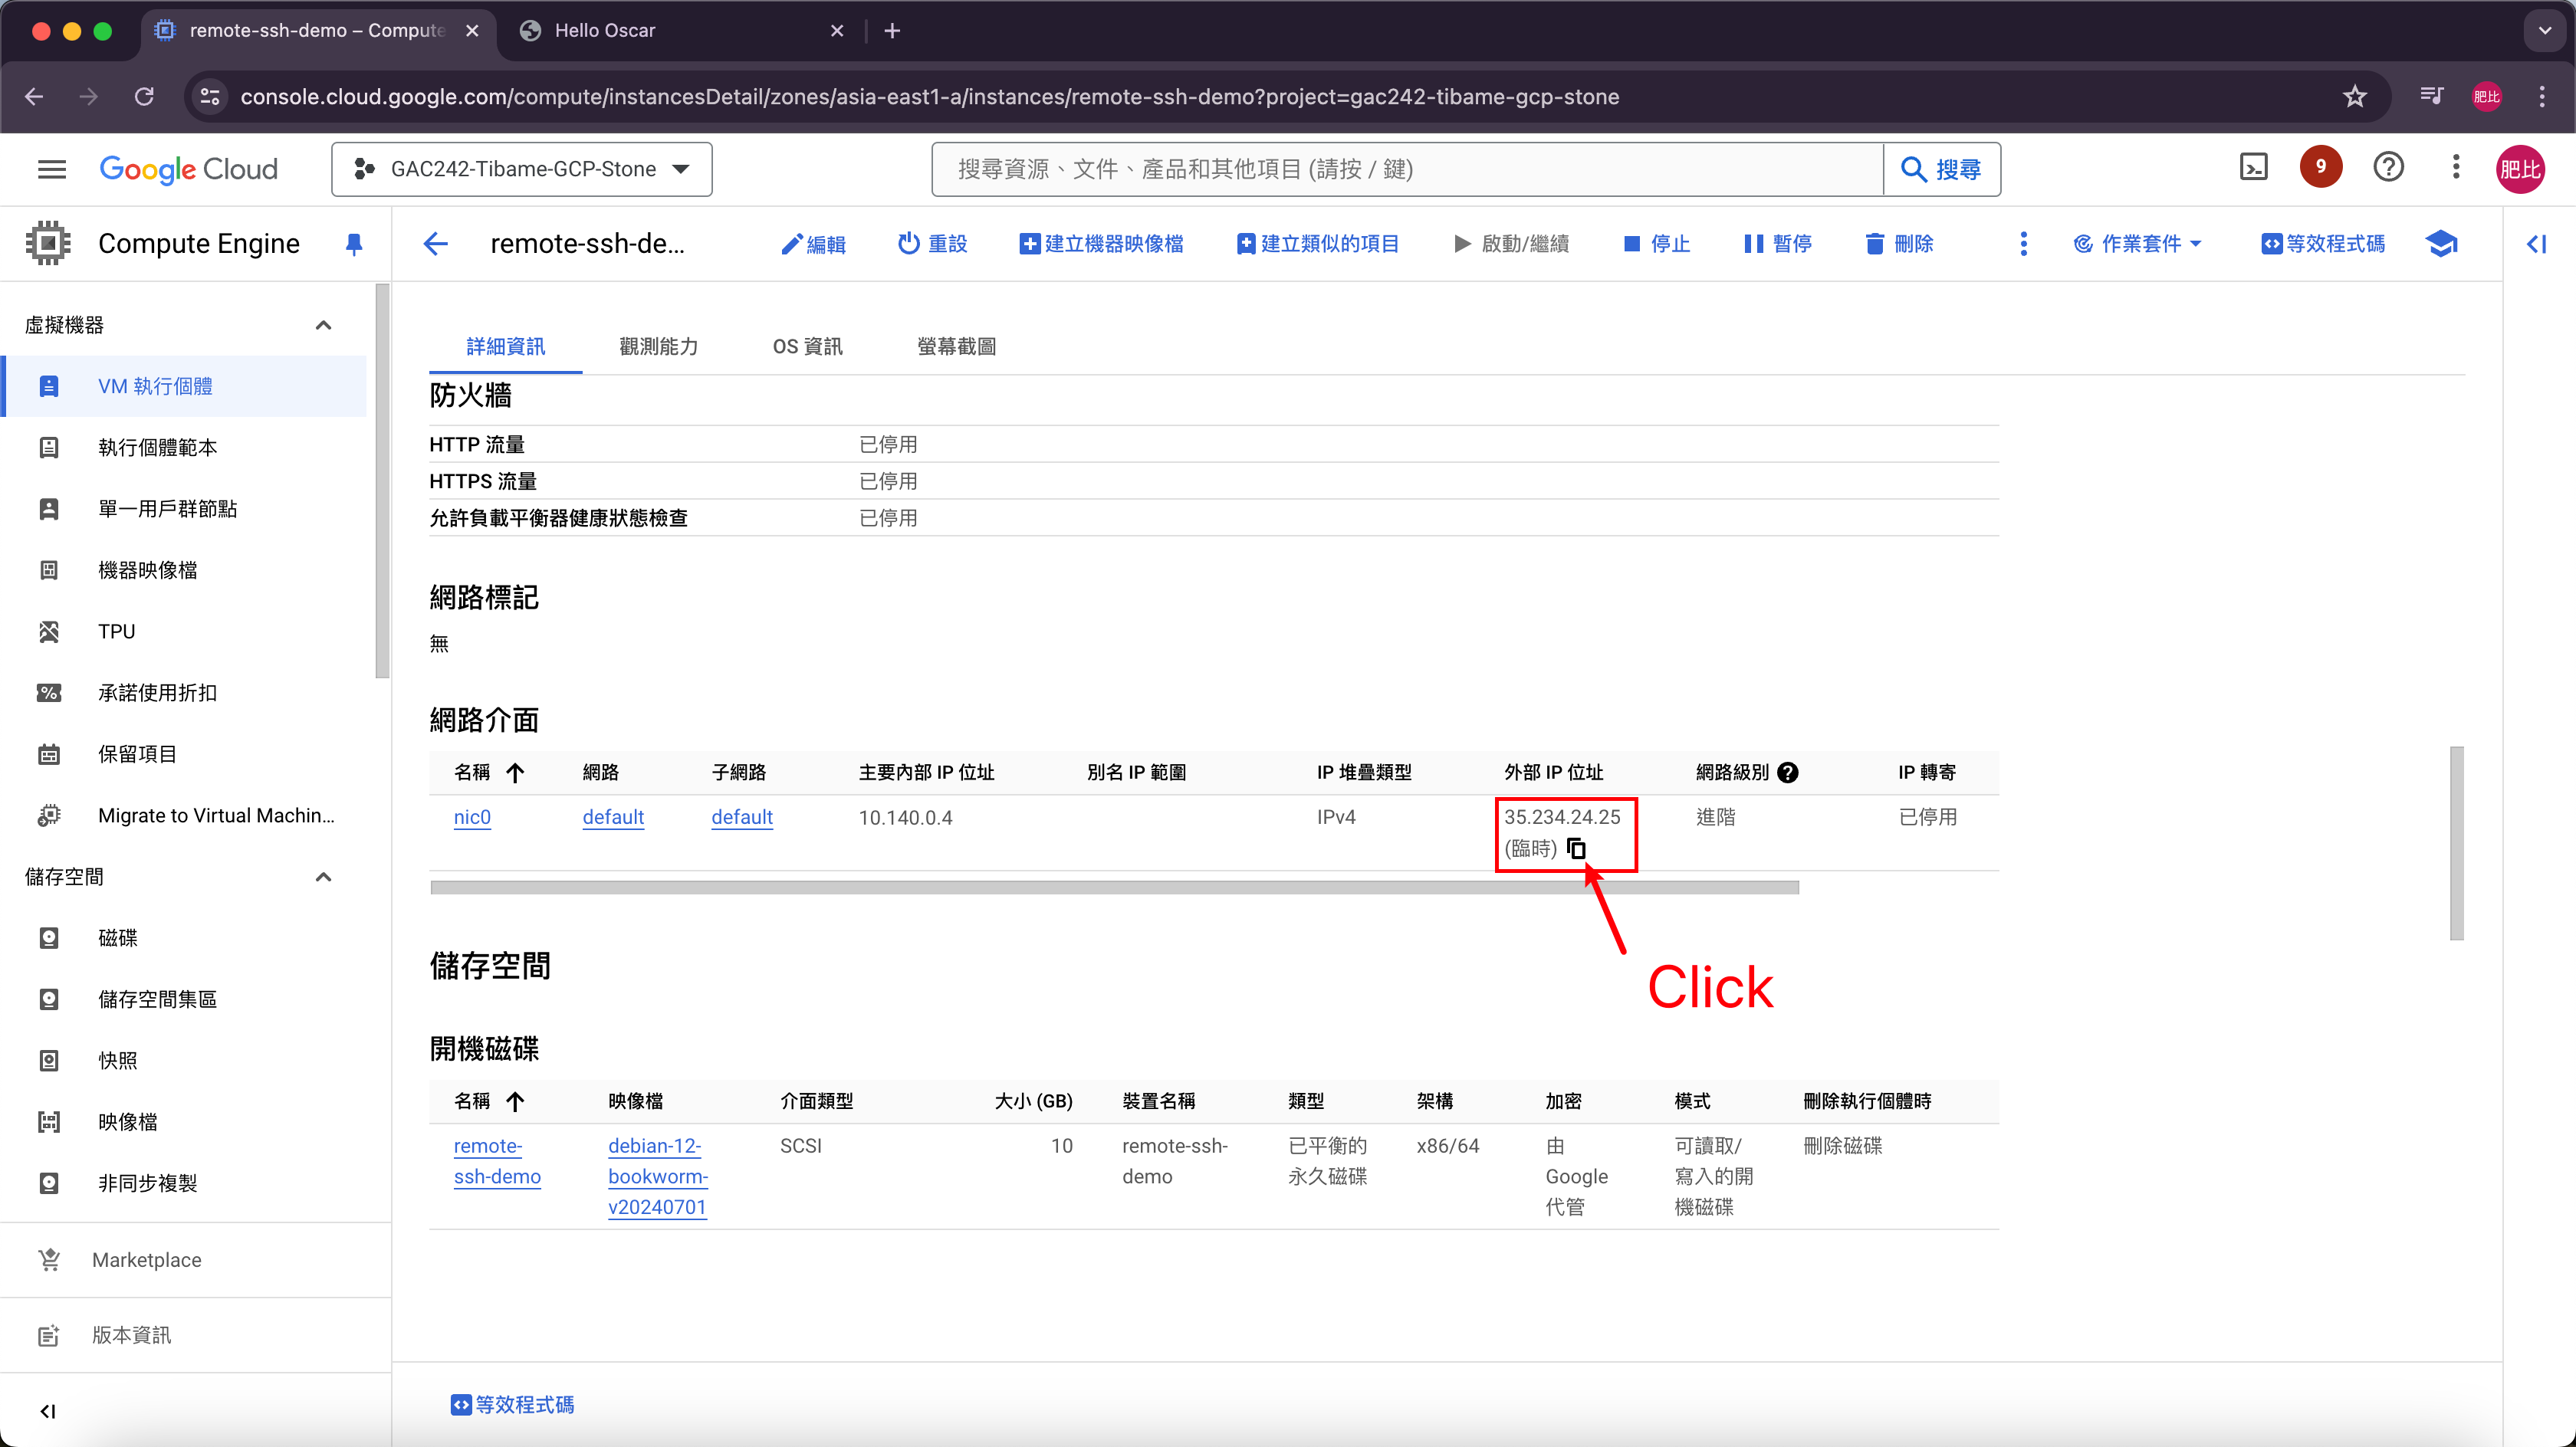 remote-ssh-demo – Compute
Hello Oscar
console.cloud.google.com/compute/instancesDetail/zones/asia-east1-a/instances/remote-ssh-demo?project=gac242-tibame-gcp-stone
肥比
Google Cloud
GAC242-Tibame-GCP-Stone
搜尋資源、文件、產品和其他項目 (請按 / 鍵)
搜尋
9
肥比
Compute Engine
remote-ssh-de...
編輯
重設
建立機器映像檔
建立類似的項目
啟動/繼續
停止
暫停
刪除
作業套件
等效程式碼
虛擬機器
VM 執行個體
執行個體範本
單一用戶群節點
機器映像檔
TPU
承諾使用折扣
保留項目
Migrate to Virtual Machin...
儲存空間
磁碟
儲存空間集區
快照
映像檔
非同步複製
Marketplace
版本資訊
詳細資訊
觀測能力
OS 資訊
螢幕截圖
防火牆
HTTP 流量 已停用
HTTPS 流量 已停用
允許負載平衡器健康狀態檢查 已停用
網路標記
無
網路介面
名稱 網路 子網路 主要內部 IP 位址 別名 IP 範圍 IP 堆疊類型 外部 IP 位址 網路級別 IP 轉寄
nic0 default default 10.140.0.4 IPv4 35.234.24.25 進階 已停用
(臨時)
Click
儲存空間
開機磁碟
名稱 映像檔 介面類型 大小 (GB) 裝置名稱 類型 架構 加密 模式 刪除執行個體時
remote- debian-12- SCSI 10 remote-ssh- 已平衡的 x86/64 由 可讀取/ 刪除磁碟
ssh-demo bookworm- demo 永久磁碟 Google 寫入的開
v20240701 代管 機磁碟
等效程式碼